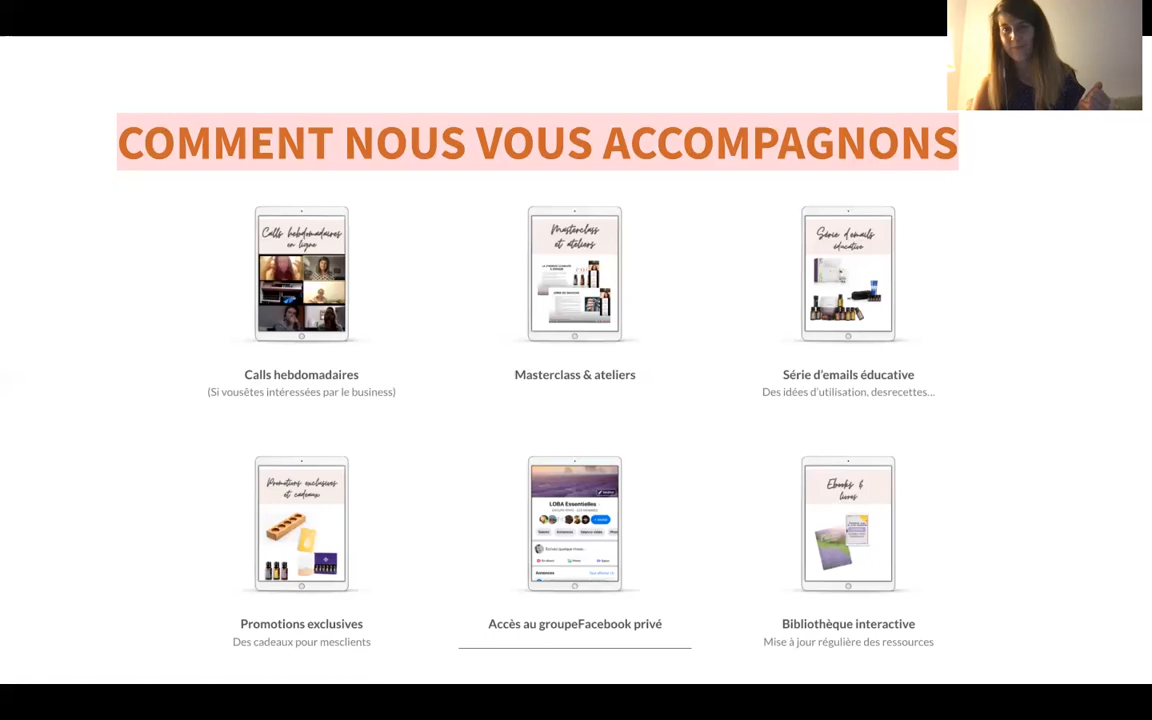 COMMENT NOUS VOUS ACCOMPAGNONS
Calls hebdomadaires
en ligne
Masterclass
et ateliers
Série d'emails
éducative
Calls hebdomadaires
(Si vousêtes intéressées par le business)
Masterclass & ateliers
Série d'emails éducative
Des idées d'utilisation, desrecettes...
Promotions exclusives
et cadeaux
LOBA Essentielles
Ebooks &
livres
Promotions exclusives
Des cadeaux pour mesclients
Accès au groupeFacebook privé
Bibliothèque interactive
Mise à jour régulière des ressources